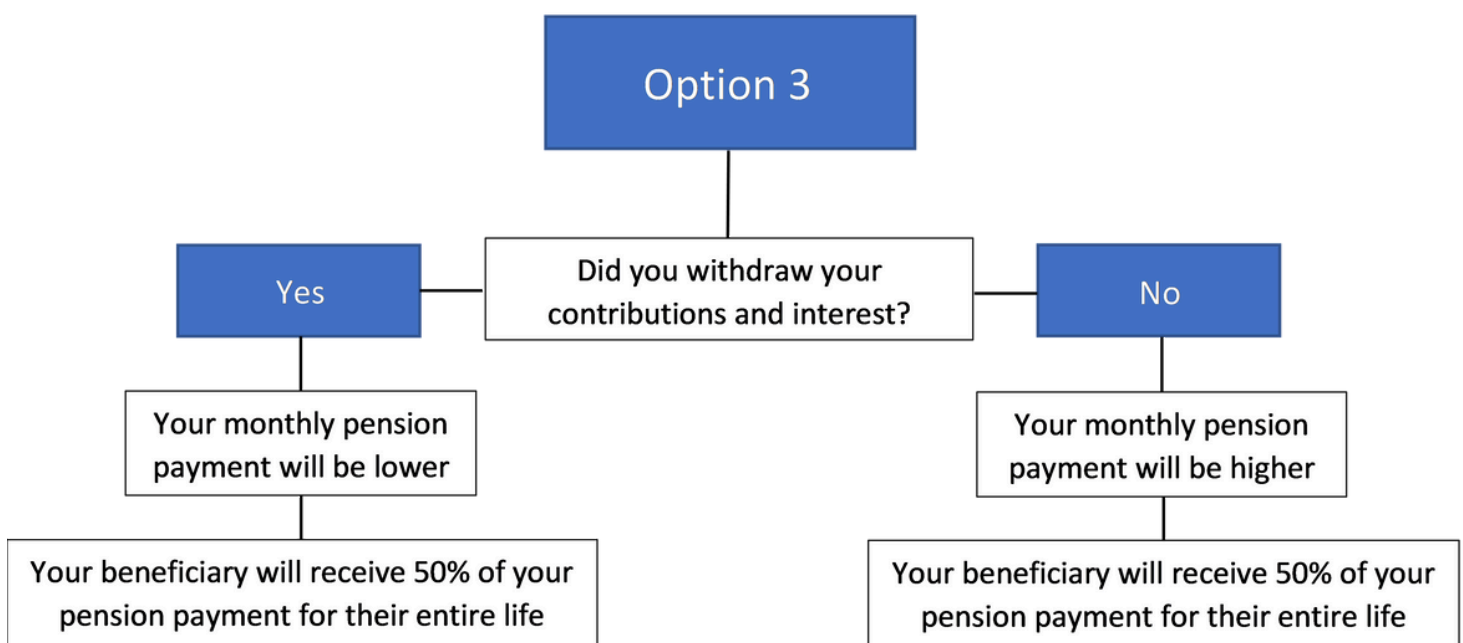 Option 3
Yes
Did you withdraw your
contributions and interest?
No
Your monthly pension
payment will be lower
Your monthly pension
payment will be higher
Your beneficiary will receive 50% of your
pension payment for their entire life
Your beneficiary will receive 50% of your
pension payment for their entire life